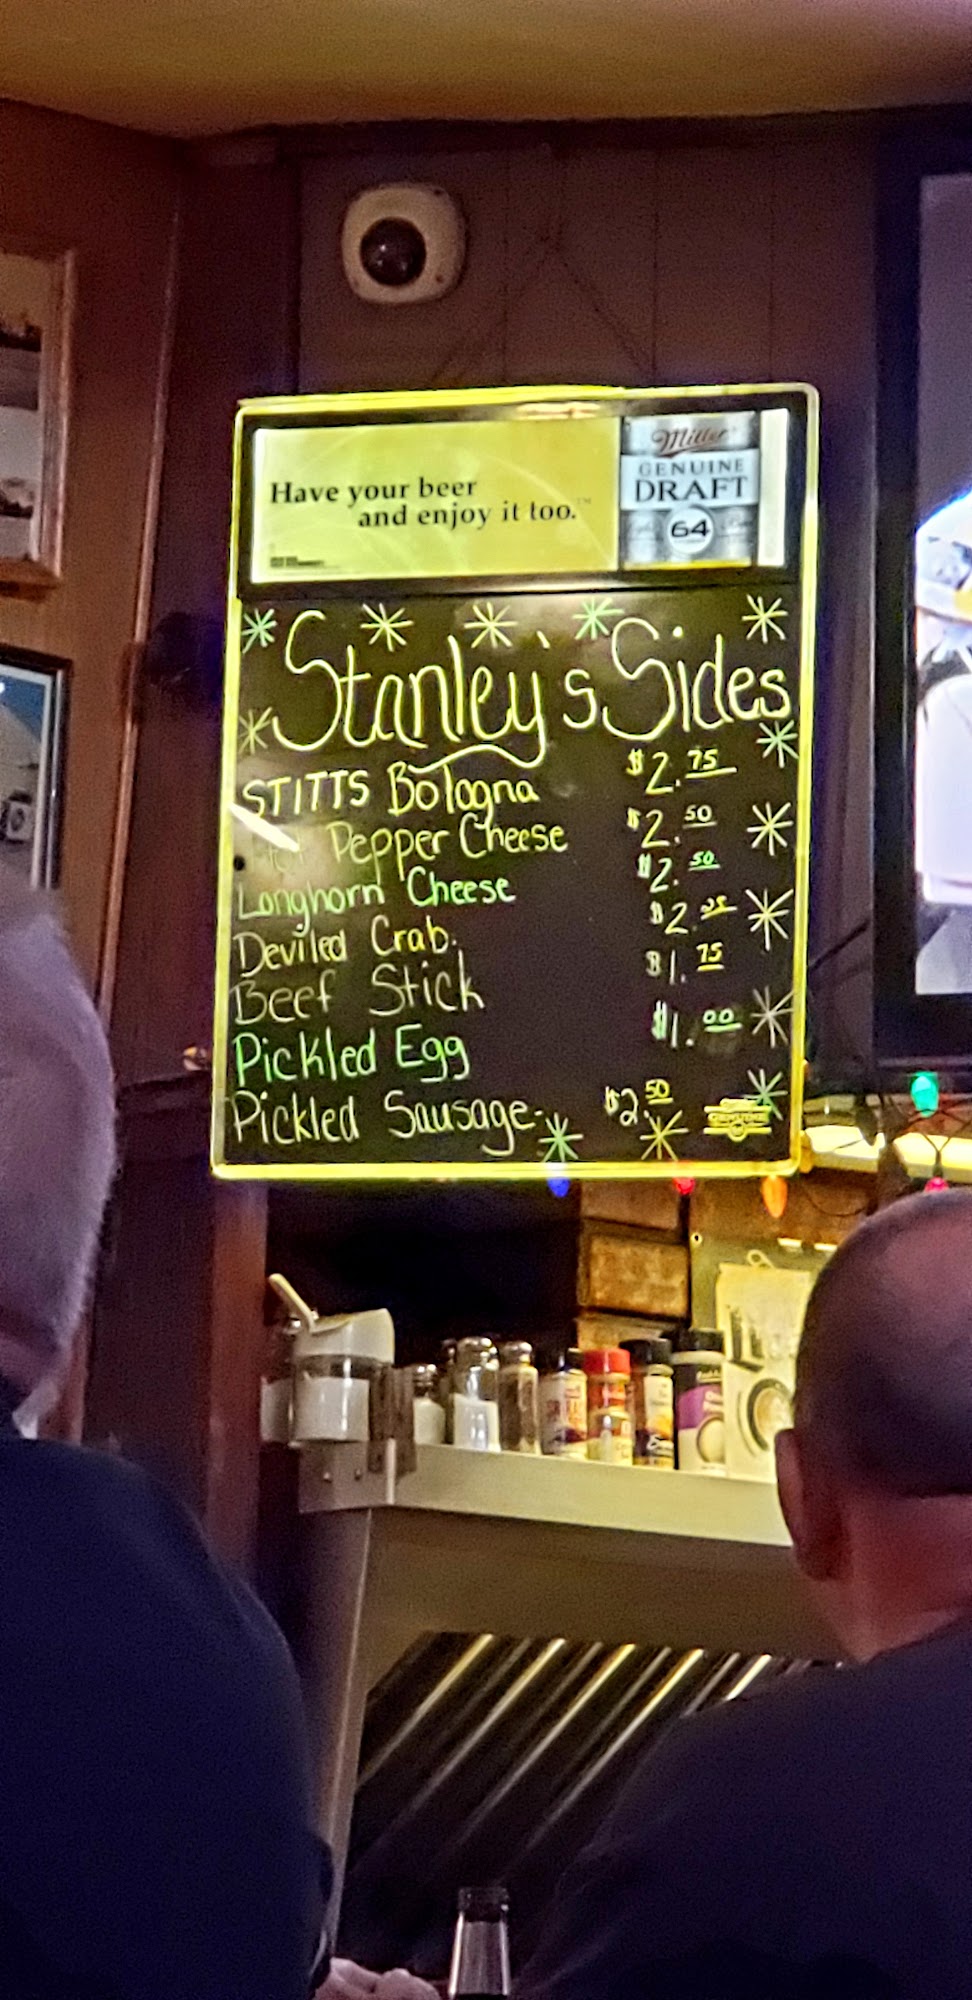 Have your beer
and enjoy it too.™
Miller
GENUINE
DRAFT
64
Stanley's Sides
STITTS Bologna $2.75
Hot Pepper Cheese $2.50
Longhorn Cheese $2.50
Deviled Crab.
Beef Stick $1.75
Pickled Egg $1.00
Pickled Sausage- $2.50